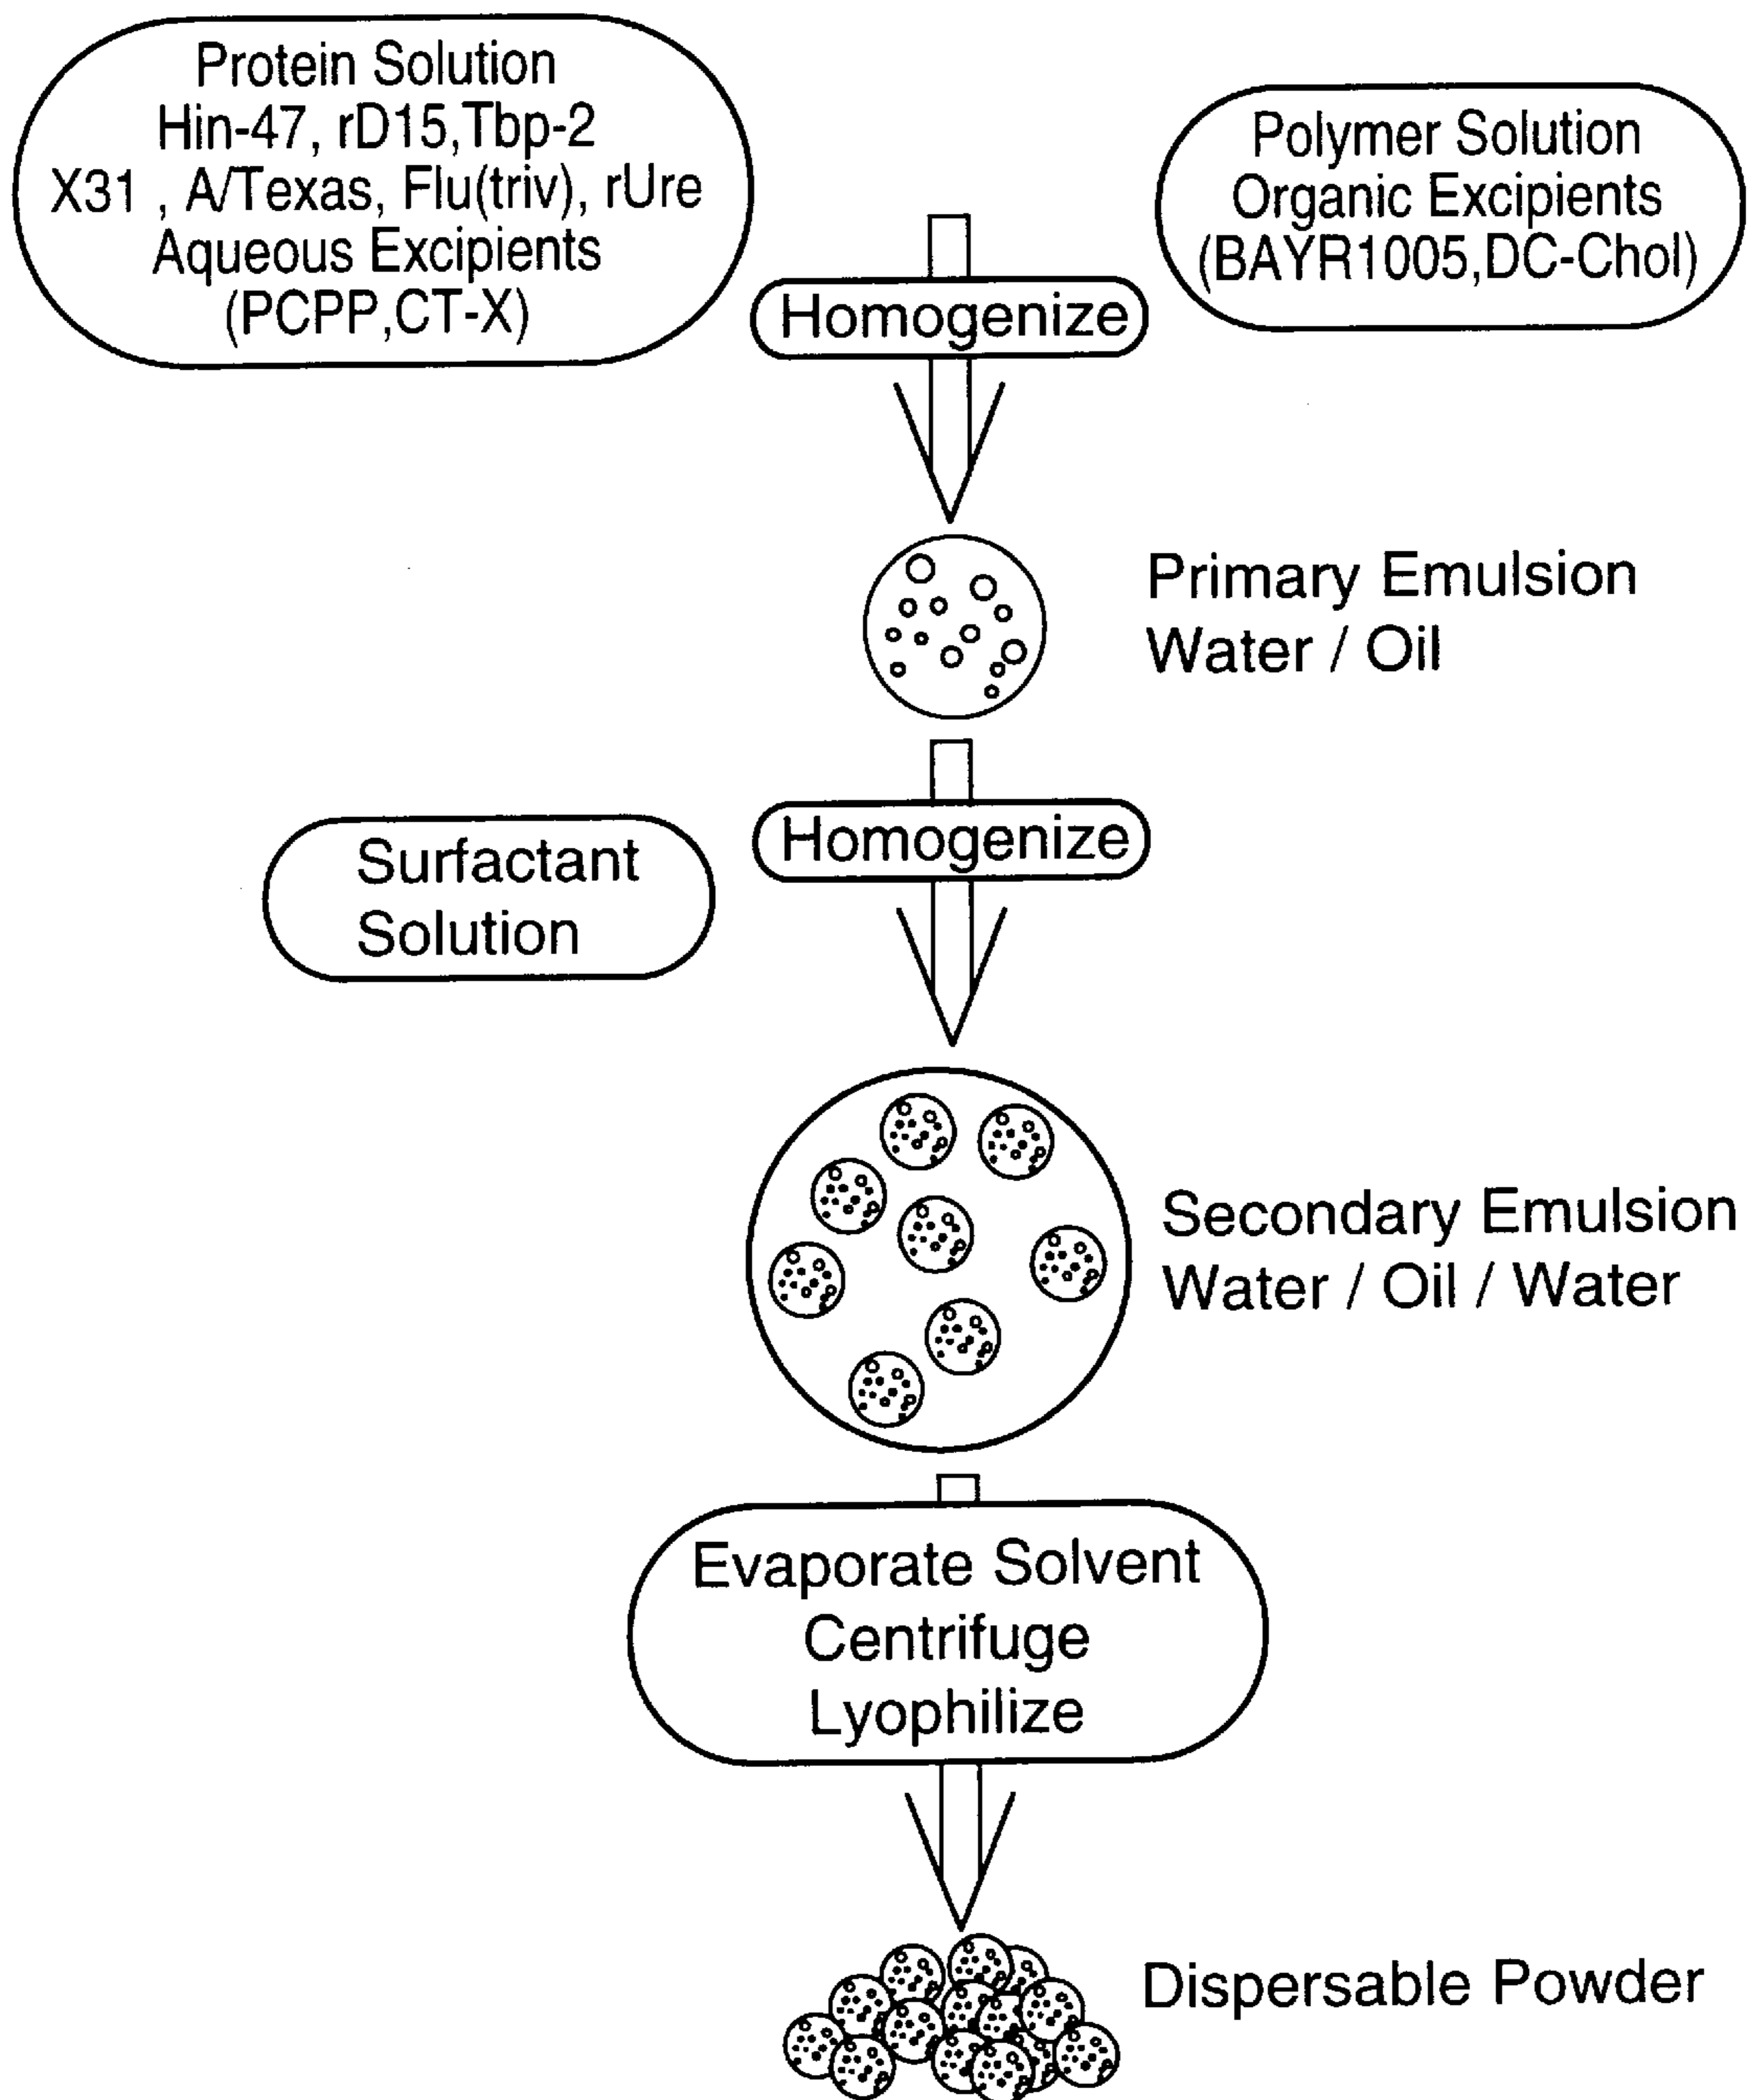 Protein Solution
Hin-47, rD15,Tbp-2
X31 , A/Texas, Flu(triv), rUre
Aqueous Excipients
(PCPP,CT-X)
Polymer Solution
Organic Excipients
(BAYR1005,DC-Chol)
Homogenize
Primary Emulsion
Water / Oil
Homogenize
Surfactant
Solution
Secondary Emulsion
Water / Oil / Water
Evaporate Solvent
Centrifuge
Lyophilize
Dispersable Powder